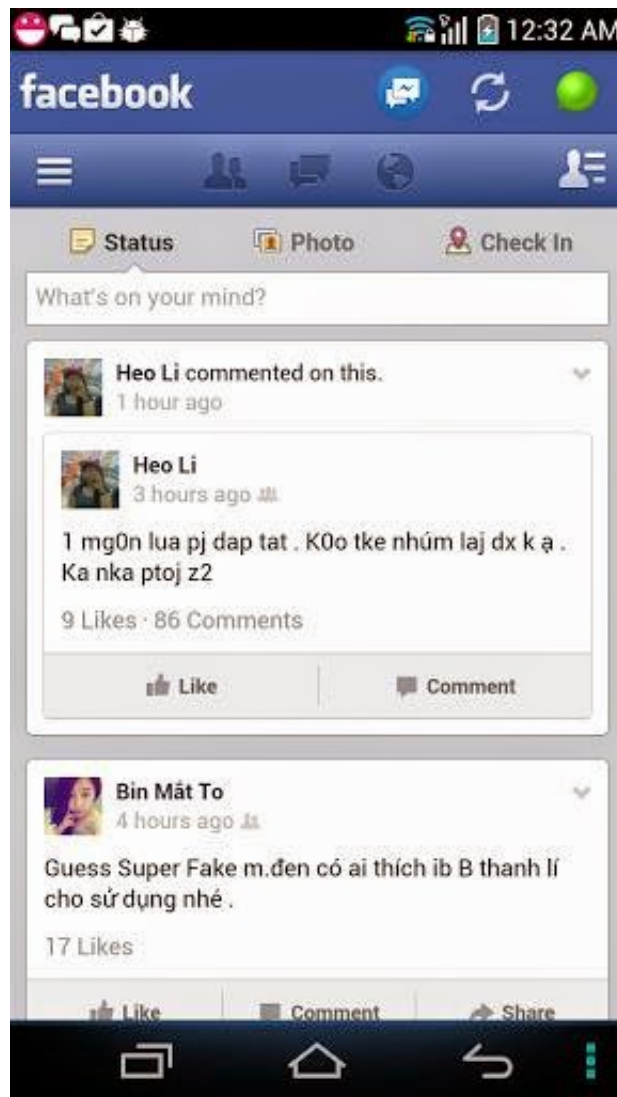 12:32 AM
facebook
Status
Photo
Check In
What's on your mind?
Heo Li commented on this.
1 hour ago
Heo Li
3 hours ago
1 mg0n lua pj dap tat . K0o tke nhúm laj dx k ạ .
Ka nka ptoj z2
9 Likes · 86 Comments
Like
Comment
Bin Mắt To
4 hours ago
Guess Super Fake m.đen có ai thích ib B thanh lí
cho sử dụng nhé .
17 Likes
Like
Comment
Share